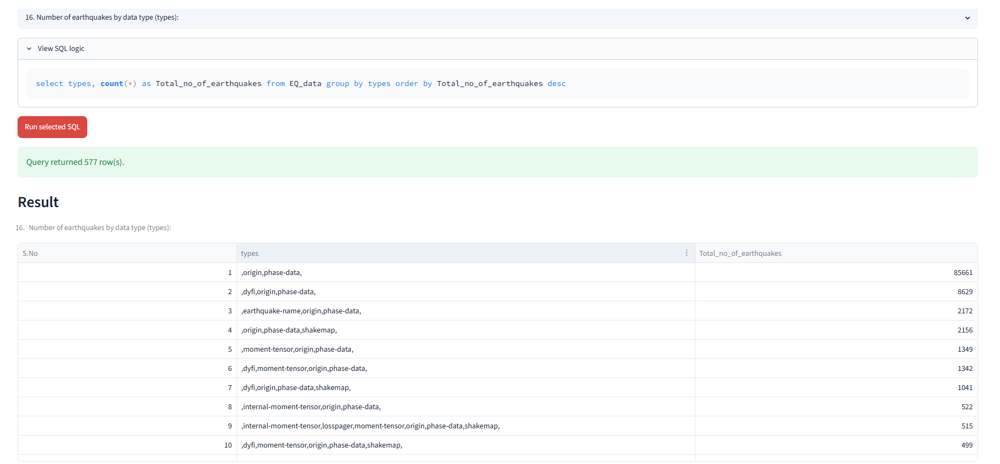 16. Number of earthquakes by data type (types):
View SQL logic
select types, count(*) as Total_no_of_earthquakes from EQ_data group by types order by Total_no_of_earthquakes desc
Run selected SQL
Query returned 577 row(s).
Result
16. Number of earthquakes by data type (types):
S.No types Total_no_of_earthquakes
1 ,origin,phase-data, 85661
2 ,dyfi,origin,phase-data, 8629
3 ,earthquake-name,origin,phase-data, 2172
4 ,origin,phase-data,shakemap, 2156
5 ,moment-tensor,origin,phase-data, 1349
6 ,dyfi,moment-tensor,origin,phase-data, 1342
7 ,dyfi,origin,phase-data,shakemap, 1041
8 ,internal-moment-tensor,origin,phase-data, 522
9 ,internal-moment-tensor,losspager,moment-tensor,origin,phase-data,shakemap, 515
10 ,dyfi,moment-tensor,origin,phase-data,shakemap, 499